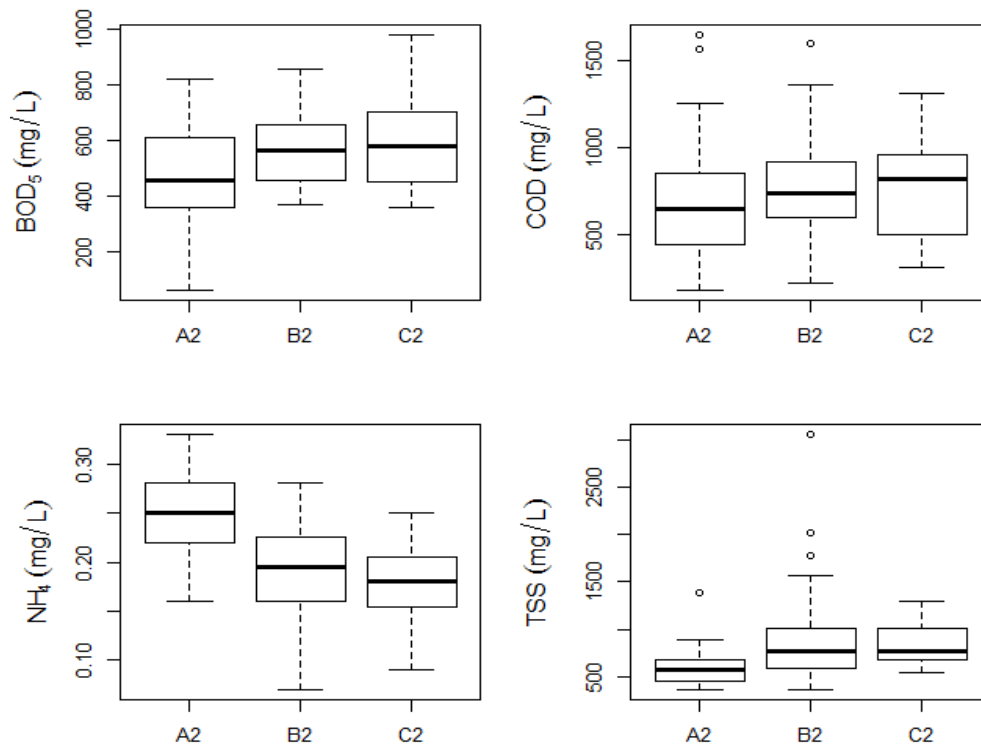 BOD5 (mg/L)
1000
800
600
400
200
A2 B2 C2
COD (mg/L)
1500
1000
500
A2 B2 C2
NH4 (mg/L)
0.30
0.20
0.10
A2 B2 C2
TSS (mg/L)
2500
1500
500
A2 B2 C2